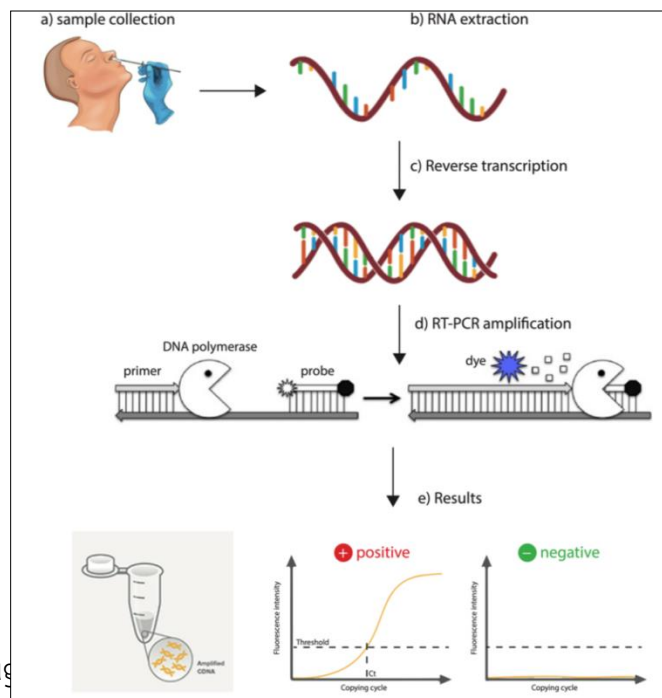 a) sample collection
b) RNA extraction
c) Reverse transcription
d) RT-PCR amplification
DNA polymerase
primer
probe
dye
e) Results
+ positive
− negative
Fluorescence intensity
Threshold
Ct
Copying cycle
Fluorescence intensity
Copying cycle
Amplified
CDNA